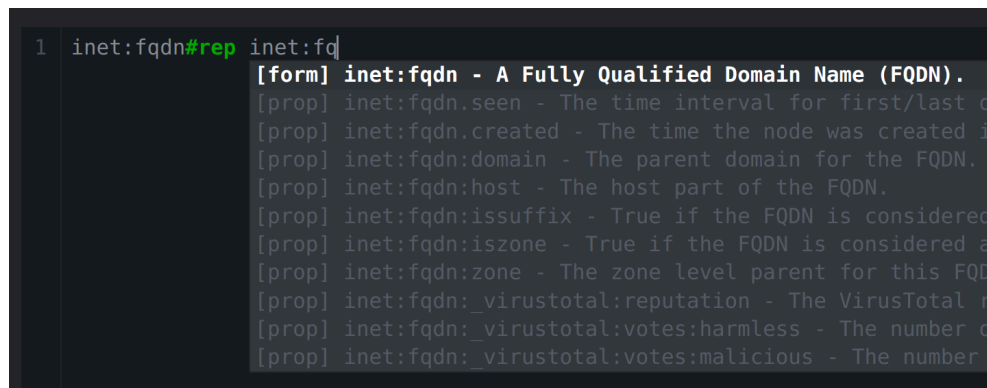 1 inet:fqdn#rep inet:fq
[form] inet:fqdn - A Fully Qualified Domain Name (FQDN).
[prop] inet:fqdn.seen - The time interval for first/last
[prop] inet:fqdn.created - The time the node was created
[prop] inet:fqdn:domain - The parent domain for the FQDN.
[prop] inet:fqdn:host - The host part of the FQDN.
[prop] inet:fqdn:issuffix - True if the FQDN is considered
[prop] inet:fqdn:iszone - True if the FQDN is considered
[prop] inet:fqdn:zone - The zone level parent for this
[prop] inet:fqdn:_virustotal:reputation - The VirusTotal
[prop] inet:fqdn:_virustotal:votes:harmless - The number
[prop] inet:fqdn:_virustotal:votes:malicious - The number